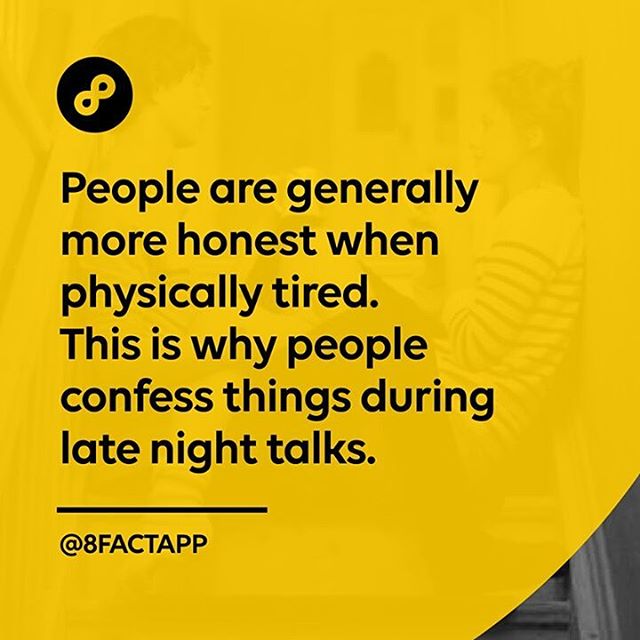 People are generally
more honest when
physically tired.
This is why people
confess things during
late night talks.
@8FACTAPP